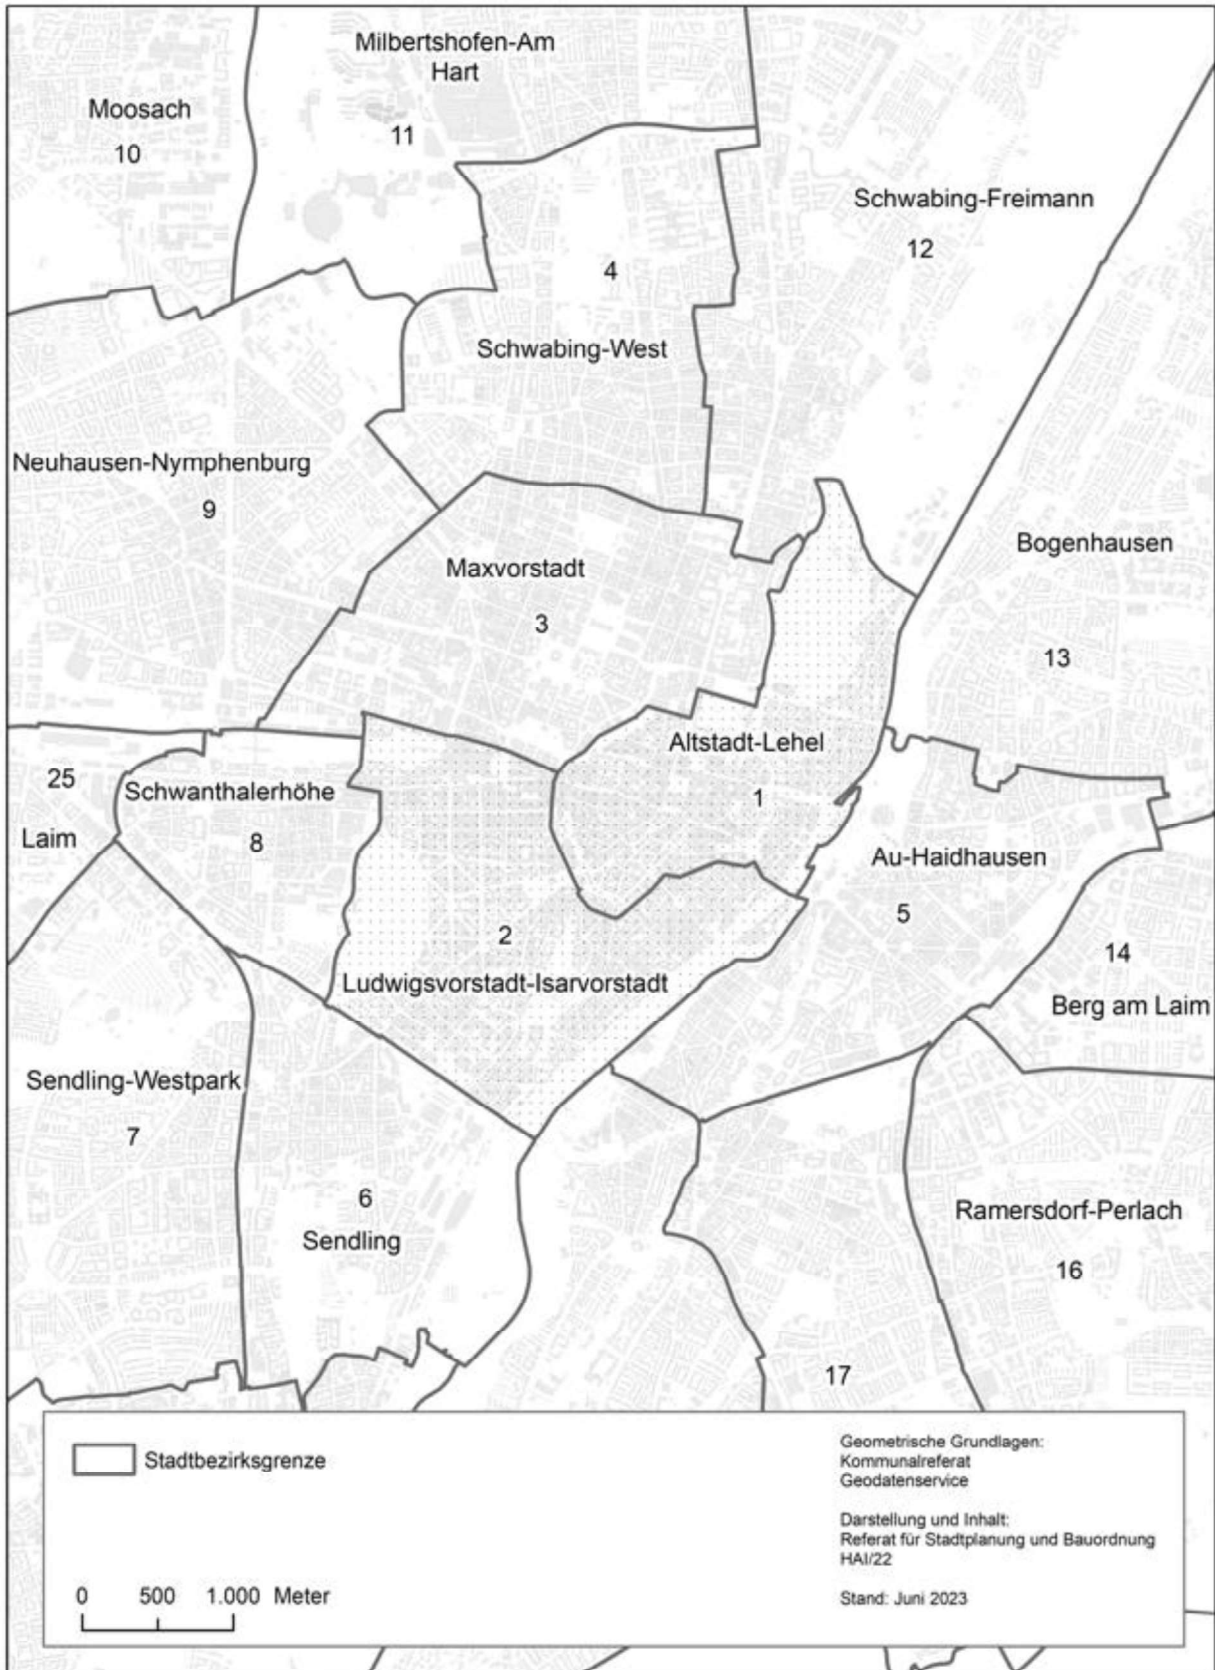 Milbertshofen-Am
Hart
11
Moosach
10
Schwabing-Freimann
12
4
Schwabing-West
Neuhausen-Nymphenburg
9
Bogenhausen
13
Maxvorstadt
3
Altstadt-Lehel
1
25
Laim
Schwanthalerhöhe
8
Au-Haidhausen
5
2
Ludwigsvorstadt-Isarvorstadt
14
Berg am Laim
Sendling-Westpark
7
6
Sendling
Ramersdorf-Perlach
16
17
Stadtbezirksgrenze
0 500 1.000 Meter
Geometrische Grundlagen:
Kommunalreferat
Geodatenservice
Darstellung und Inhalt:
Referat für Stadtplanung und Bauordnung
HAI/22
Stand: Juni 2023